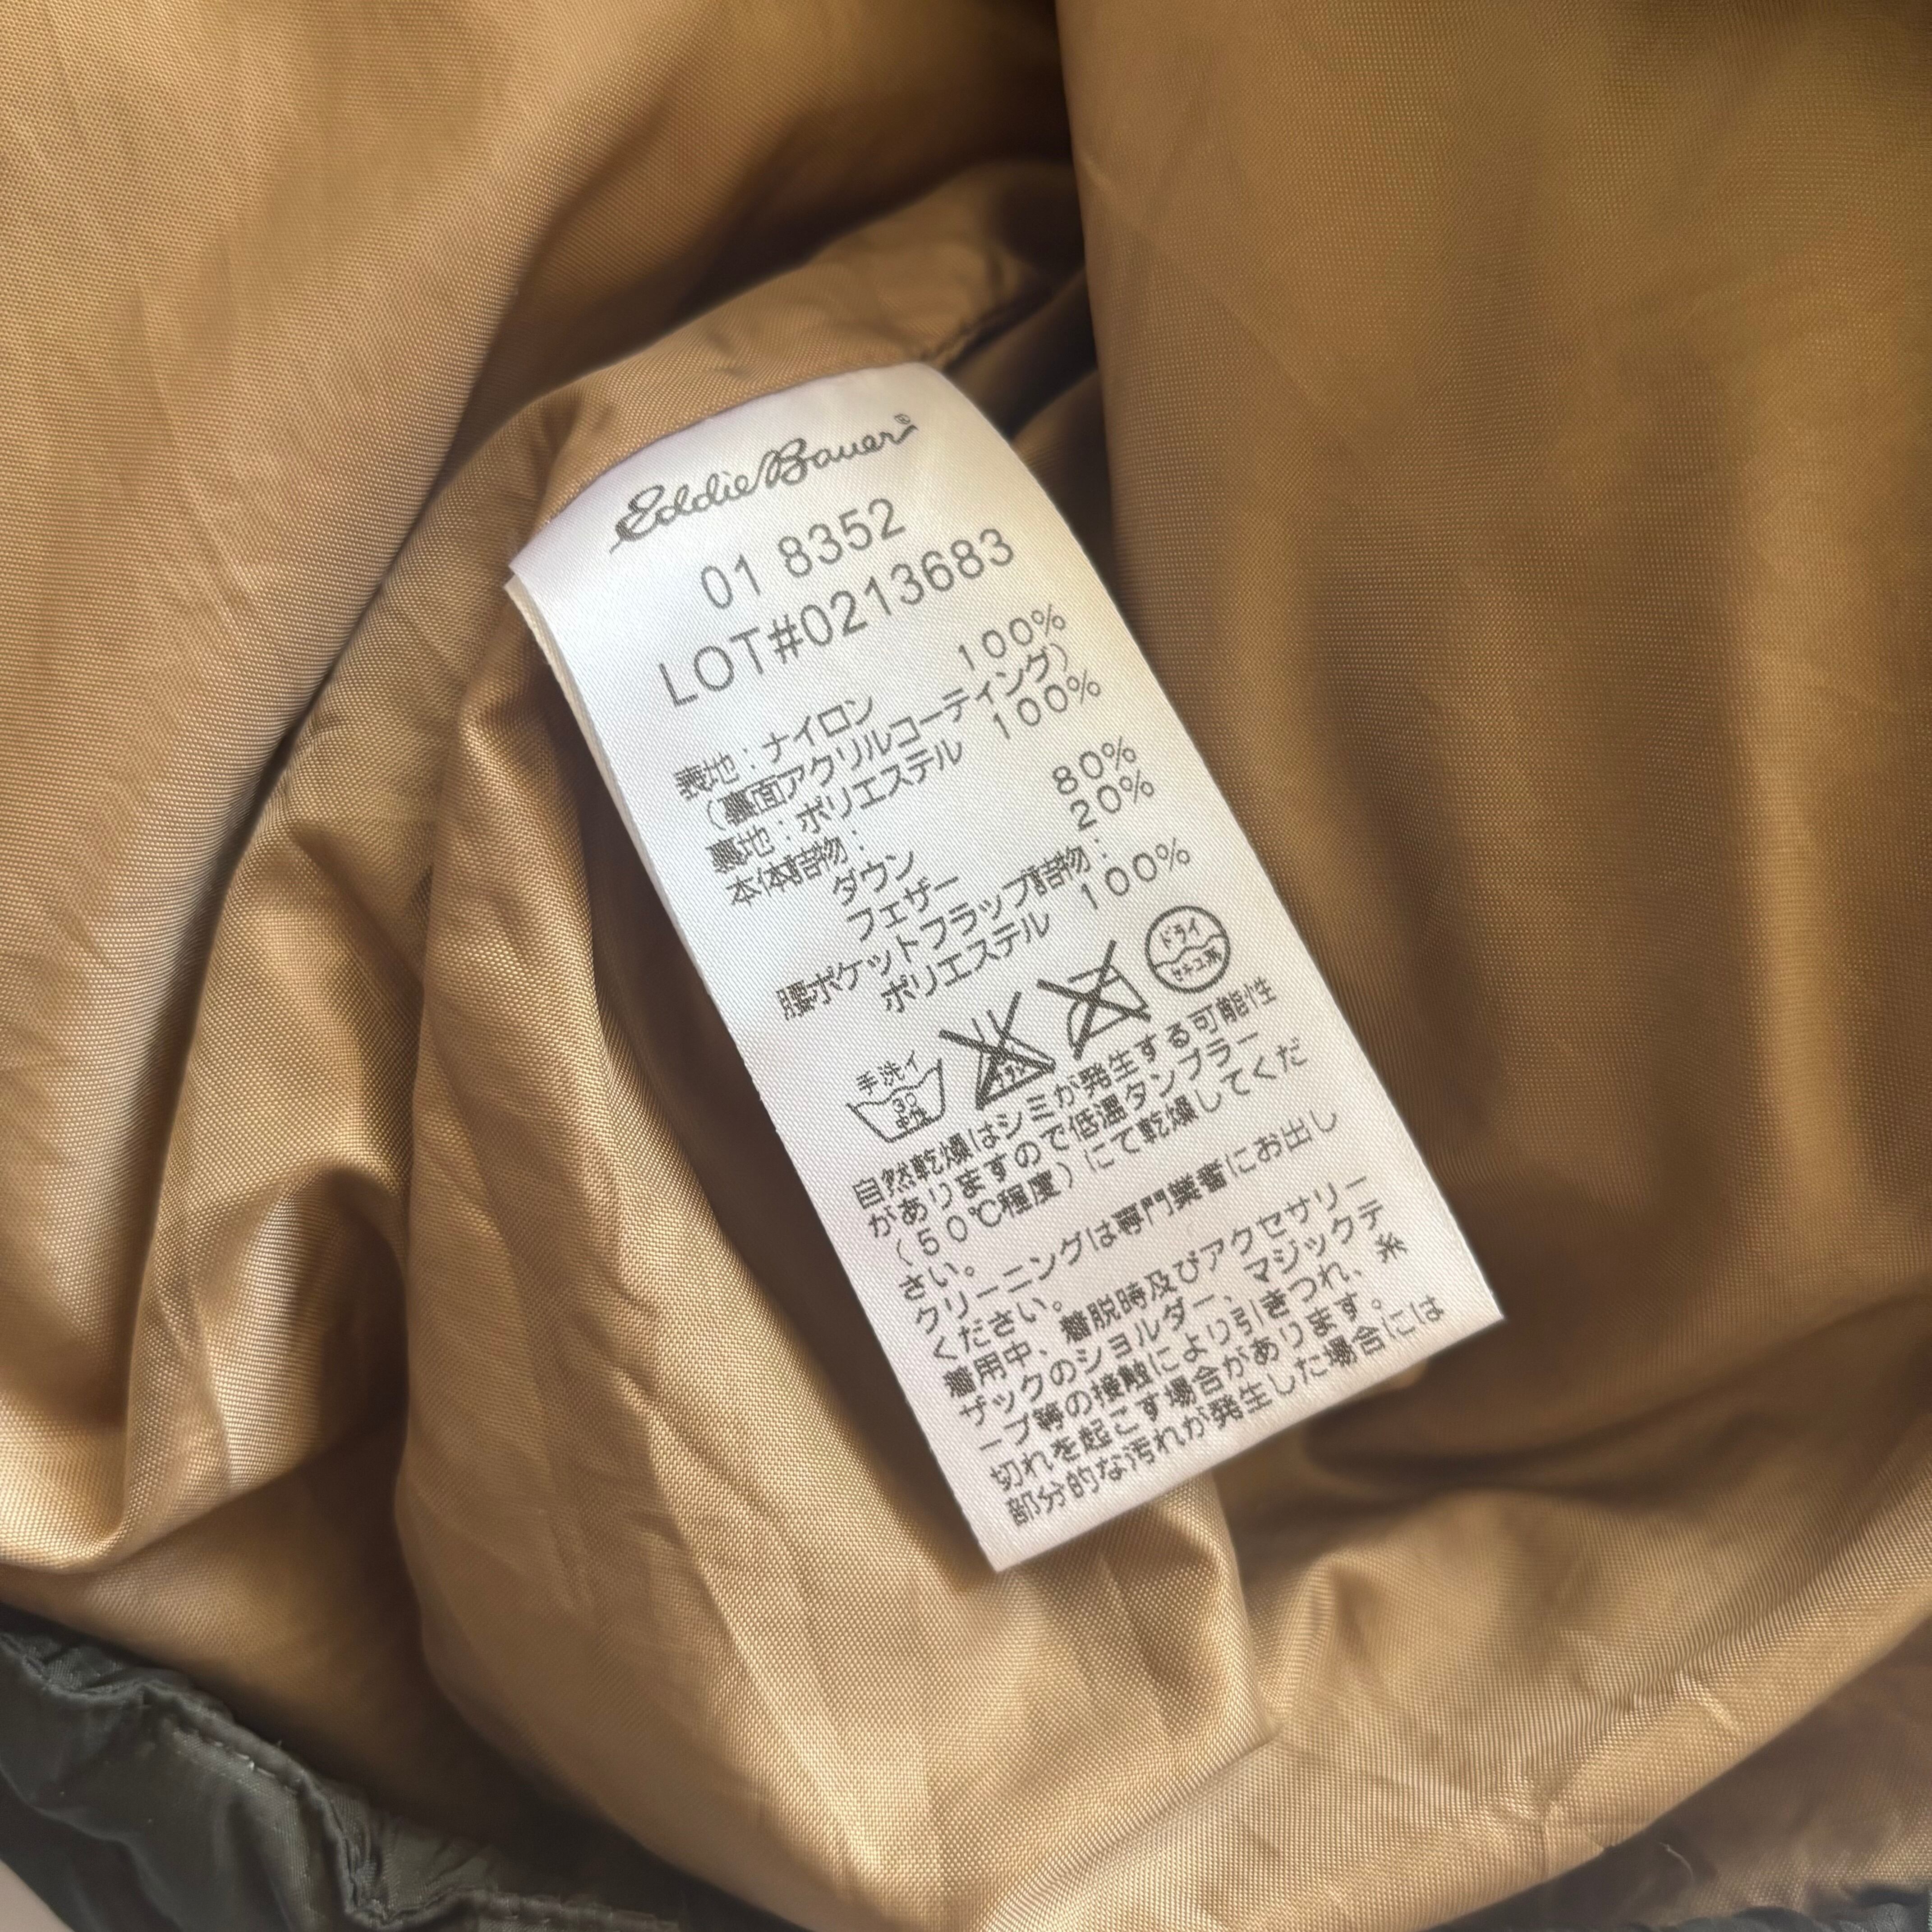 Eddie Bauer®
01 8352
LOT#0213683
表地：ナイロン 100%
（裏面アクリルコーティング）
裏地：ポリエステル 100%
本体詰物：
ダウン 80%
フェザー 20%
腰ポケットフラップ詰物：
ポリエステル 100%
手洗イ
30
中性
ドライ
セキユ系
自然乾燥はシミが発生する可能性
がありますので低温タンブラー
（50℃程度）にて乾燥してくだ
さい。
クリーニングは専門業者にお出し
ください。
着用中、着脱時及びアクセサリー
ザックのショルダー、マジックテ
ープ等の接触により引きつれ、糸
切れを起こす場合があります。
部分的な汚れが発生した場合には